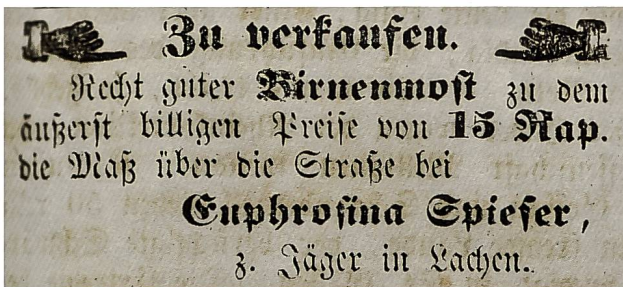 Zu verkaufen.
Recht guter Birnenmost zu dem
äußerst billigen Preise von 15 Rap.
die Maß über die Straße bei
Euphrosina Spieser,
z. Jäger in Lachen.